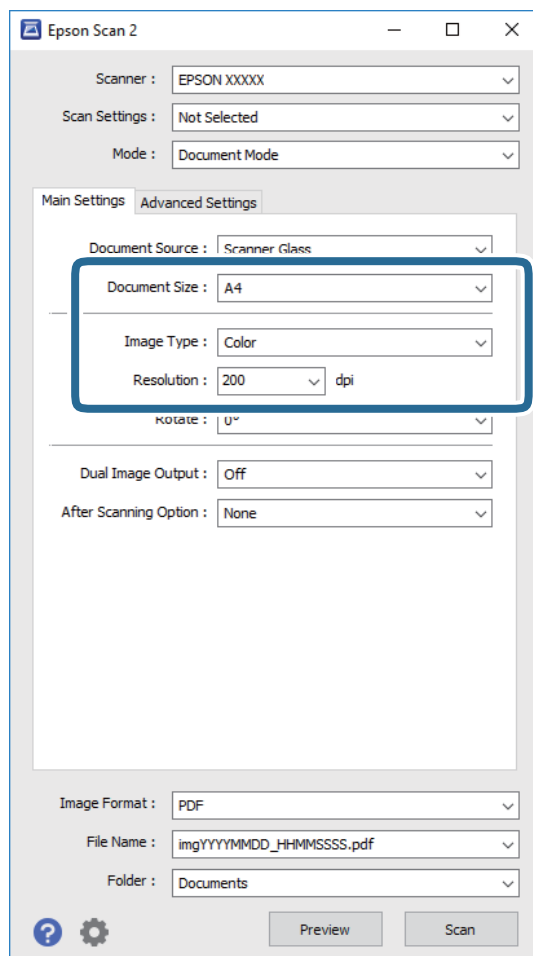 Epson Scan 2
Scanner : EPSON XXXXX
Scan Settings : Not Selected
Mode : Document Mode
Main Settings Advanced Settings
Document Source : Scanner Glass
Document Size : A4
Image Type : Color
Resolution : 200 dpi
Rotate : 0°
Dual Image Output : Off
After Scanning Option : None
Image Format : PDF
File Name : imgYYYYMMDD_HHMMSSSS.pdf
Folder : Documents
? Preview Scan